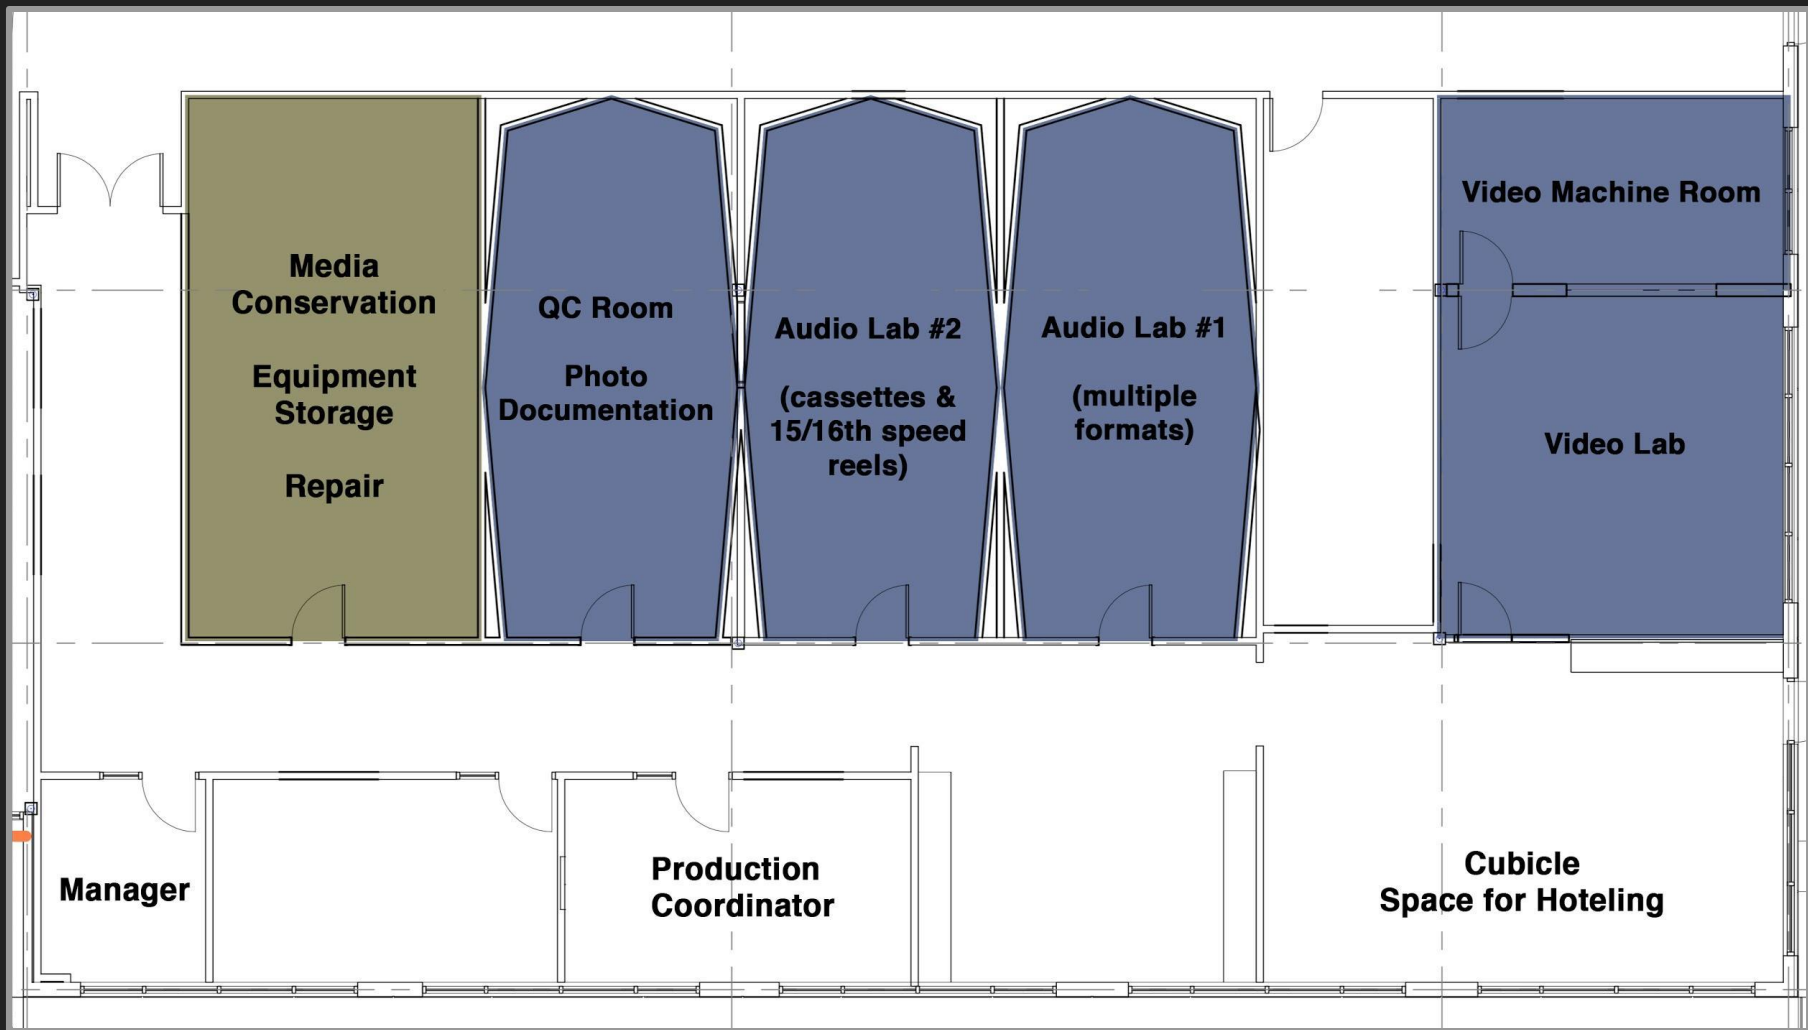 Media
Conservation
Equipment
Storage
Repair
QC Room
Photo
Documentation
Audio Lab #2
(cassettes &
15/16th speed
reels)
Audio Lab #1
(multiple
formats)
Video Machine Room
Video Lab
Manager
Production
Coordinator
Cubicle
Space for Hoteling